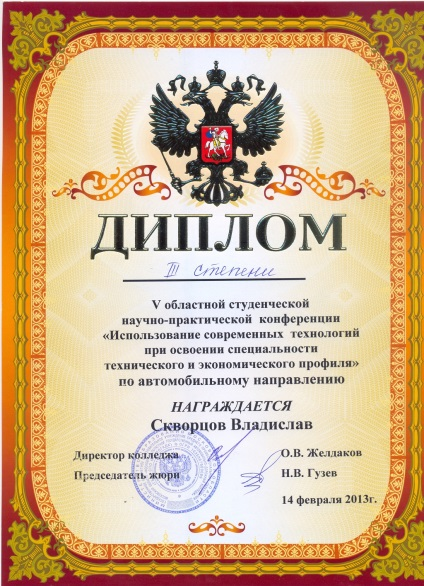 ДИПЛОМ
III степени
V областной студенческой
научно-практической конференции
«Использование современных технологий
при освоении специальности
технического и экономического профиля»
по автомобильному направлению
НАГРАЖДАЕТСЯ
Скворцов Владислав
Директор колледжа О.В. Желдаков
Председатель жюри Н.В. Гузев
14 февраля 2013г.